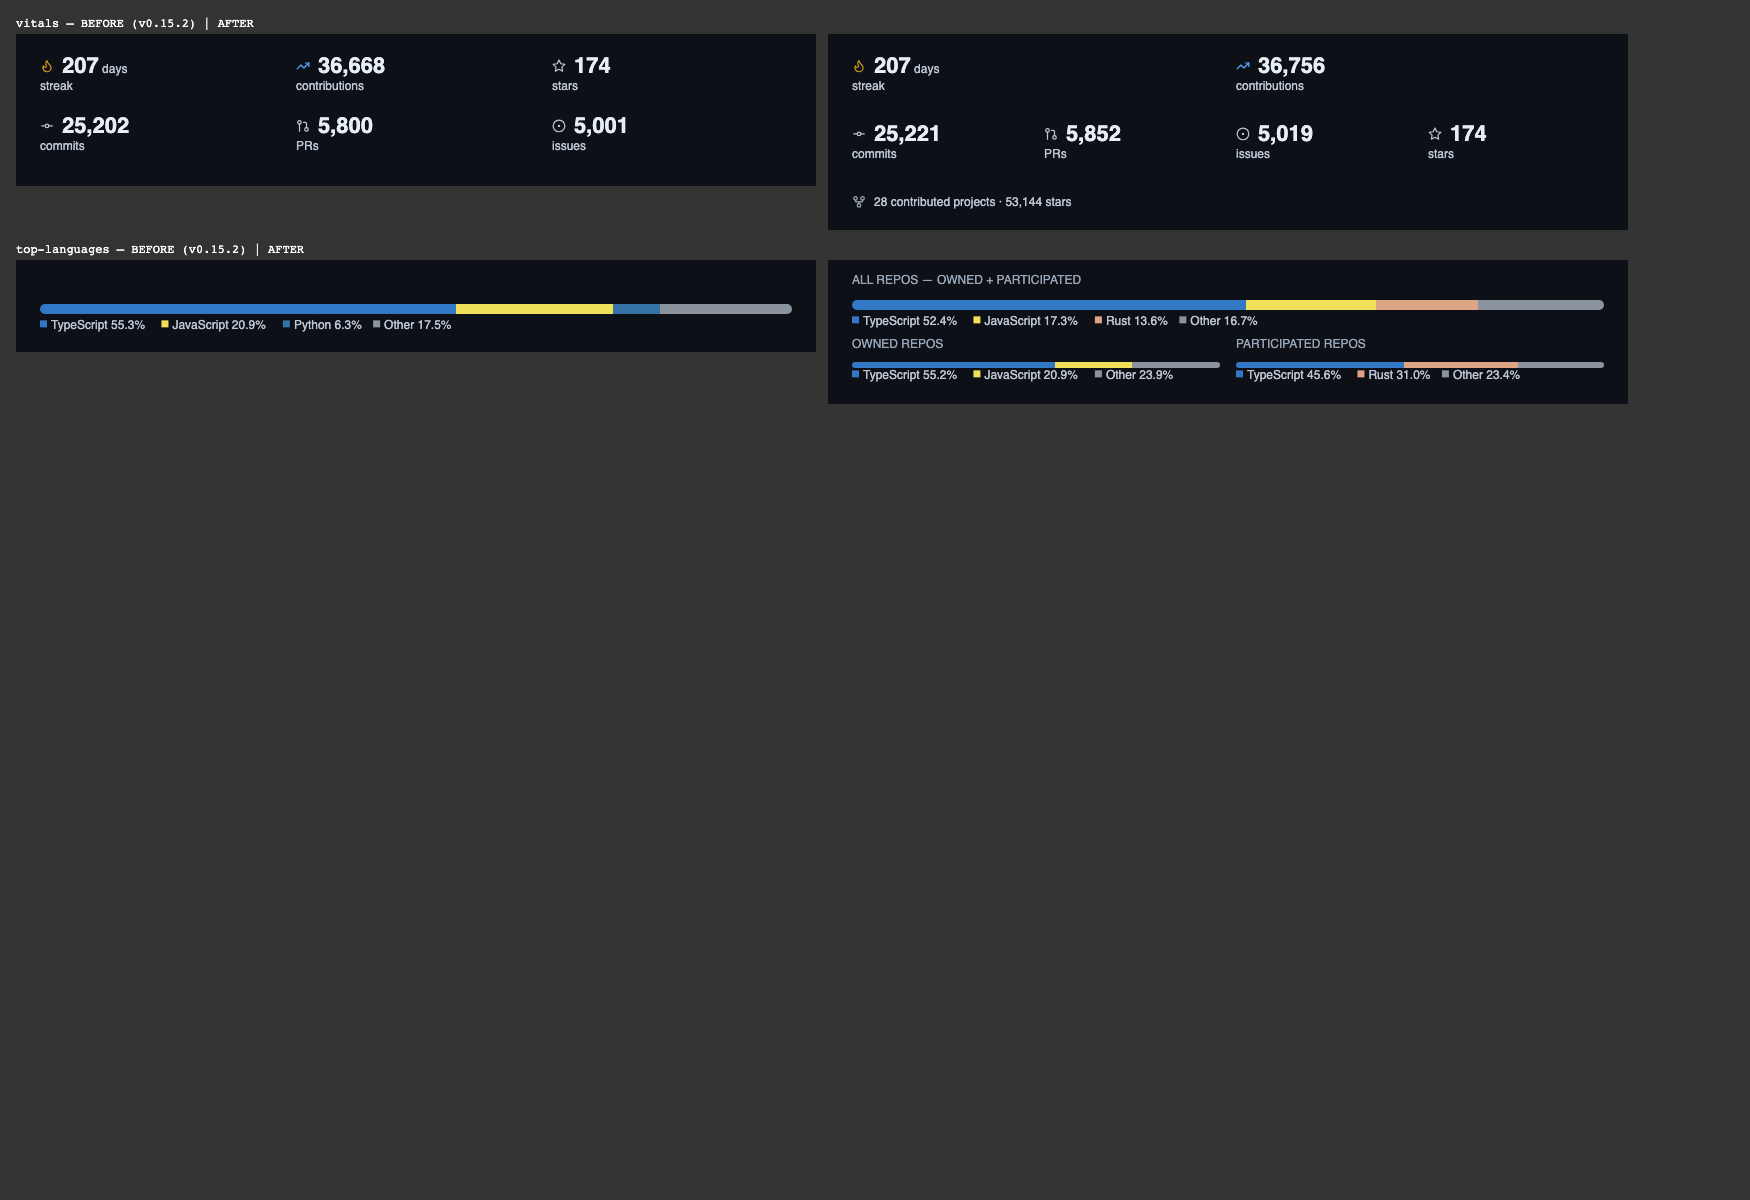 vitals — BEFORE (v0.15.2) | AFTER
207 days
streak
36,668
contributions
174
stars
25,202
commits
5,800
PRs
5,001
issues
207 days
streak
36,756
contributions
25,221
commits
5,852
PRs
5,019
issues
174
stars
28 contributed projects · 53,144 stars
top-languages — BEFORE (v0.15.2) | AFTER
TypeScript 55.3% JavaScript 20.9% Python 6.3% Other 17.5%
ALL REPOS — OWNED + PARTICIPATED
TypeScript 52.4% JavaScript 17.3% Rust 13.6% Other 16.7%
OWNED REPOS
TypeScript 55.2% JavaScript 20.9% Other 23.9%
PARTICIPATED REPOS
TypeScript 45.6% Rust 31.0% Other 23.4%